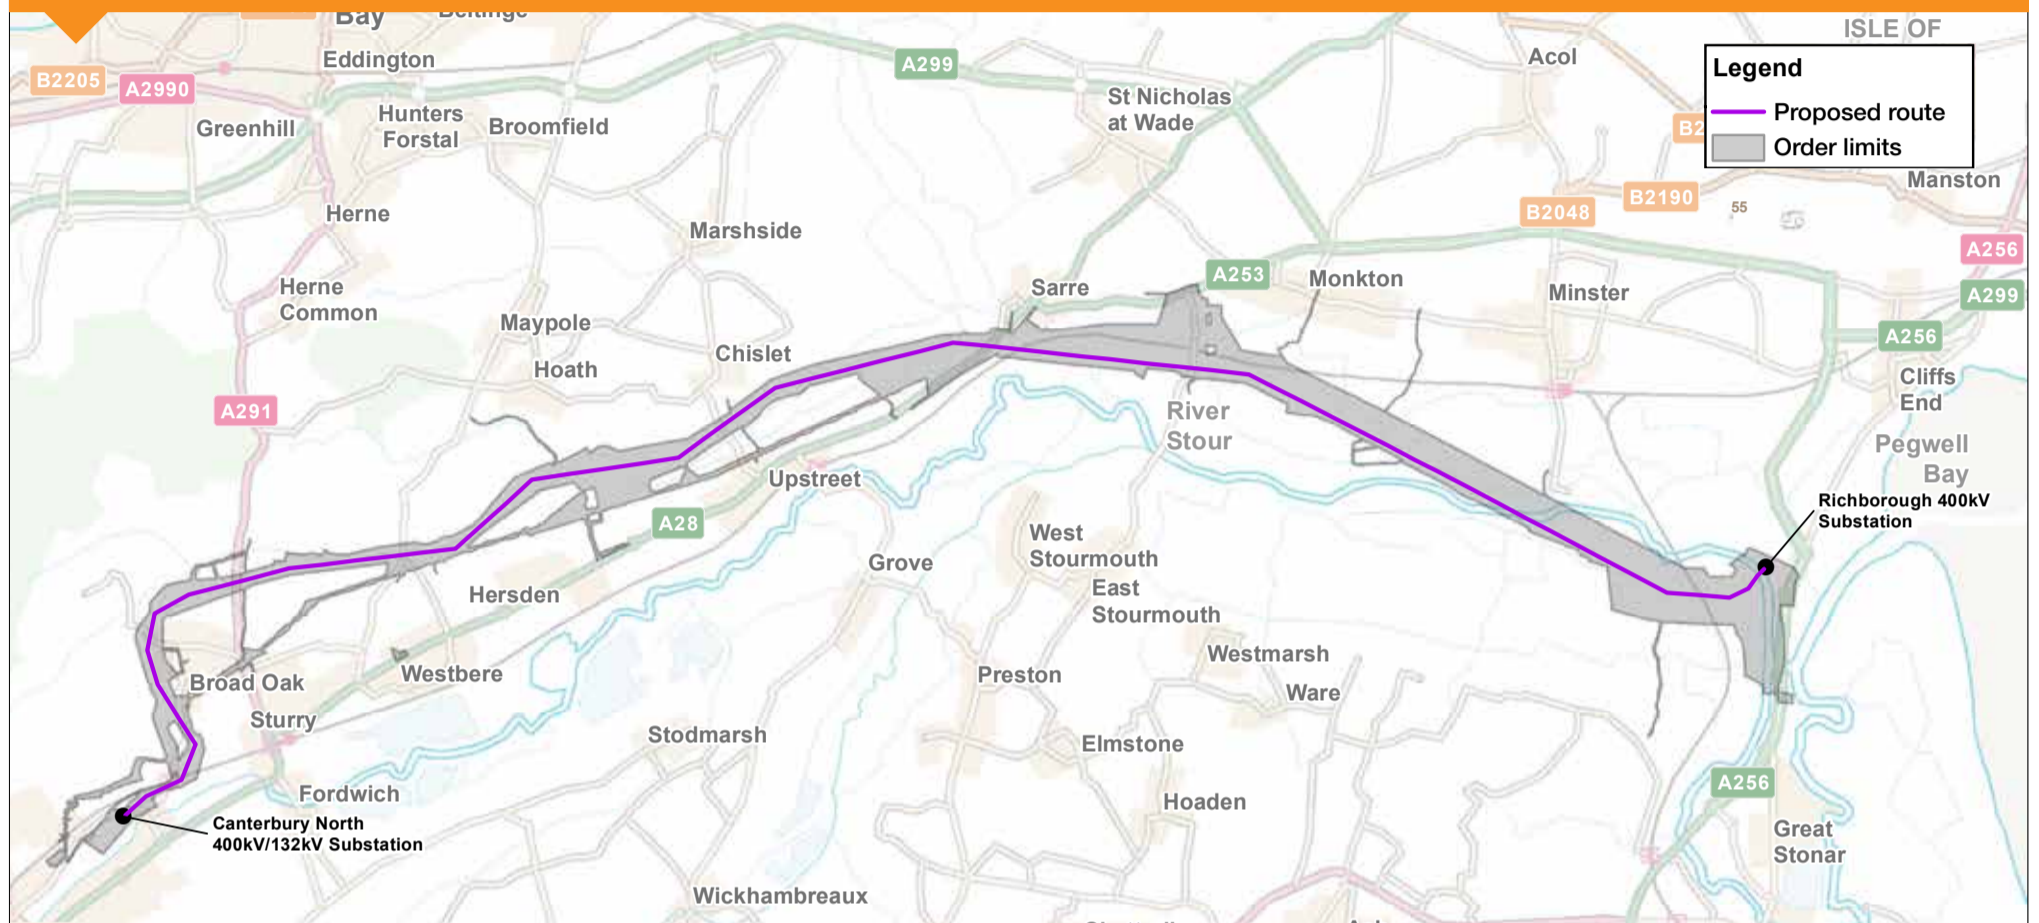 Bay
Beltinge
ISLE OF
Eddington
A299
Acol
Legend
Proposed route
Order limits
B2205
A2990
Hunters
Forstal
Greenhill
Broomfield
St Nicholas
at Wade
B2
Manston
B2048
B2190
55
Herne
Marshside
A256
A253
Monkton
Minster
A299
Herne
Common
Sarre
Maypole
A256
Chislet
Hoath
Cliffs
End
A291
River
Stour
Pegwell
Bay
Upstreet
Richborough 400kV
Substation
A28
West
Stourmouth
Grove
East
Stourmouth
Hersden
Westmarsh
Westbere
Broad Oak
Preston
Ware
Sturry
Stodmarsh
Elmstone
A256
Fordwich
Hoaden
Canterbury North
400kV/132kV Substation
Great
Stonar
Wickhambreaux